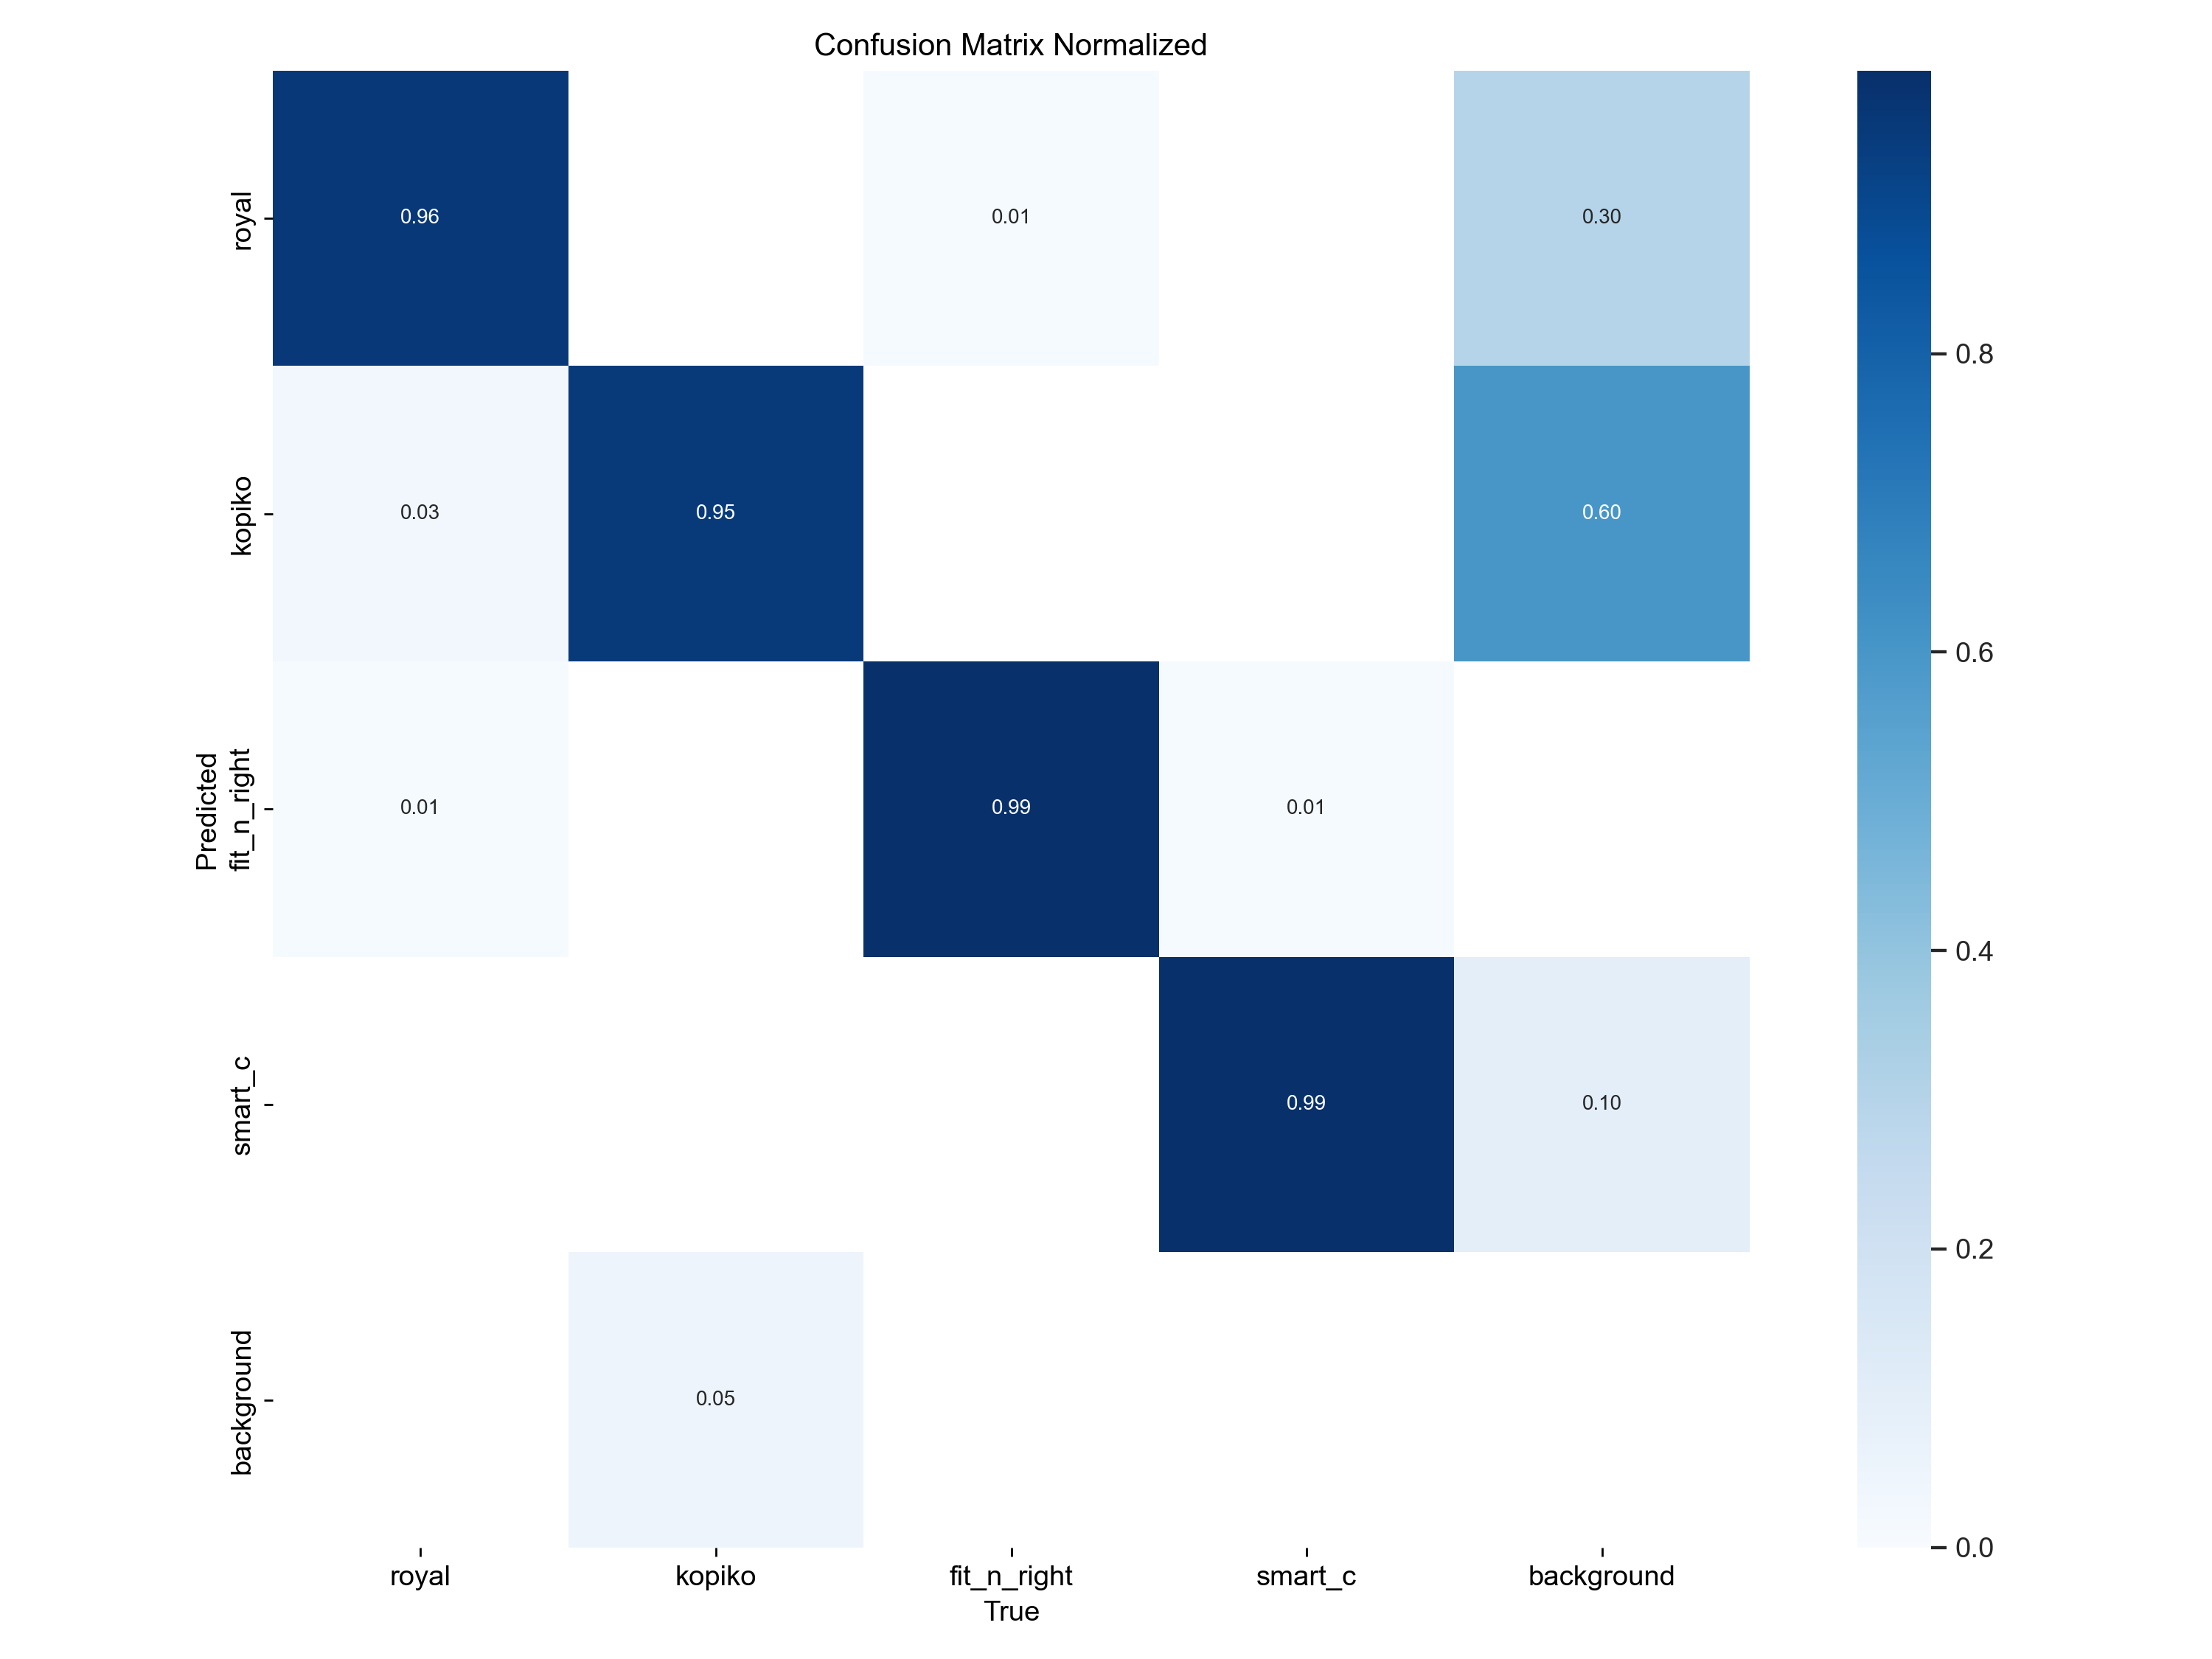 Confusion Matrix Normalized
royal
0.96
0.01
0.30
0.8
kopiko
0.03
0.95
0.60
0.6
Predicted
fit_n_right
0.01
0.99
0.01
0.4
smart_c
0.99
0.10
0.2
background
0.05
0.0
royal
kopiko
fit_n_right
smart_c
background
True